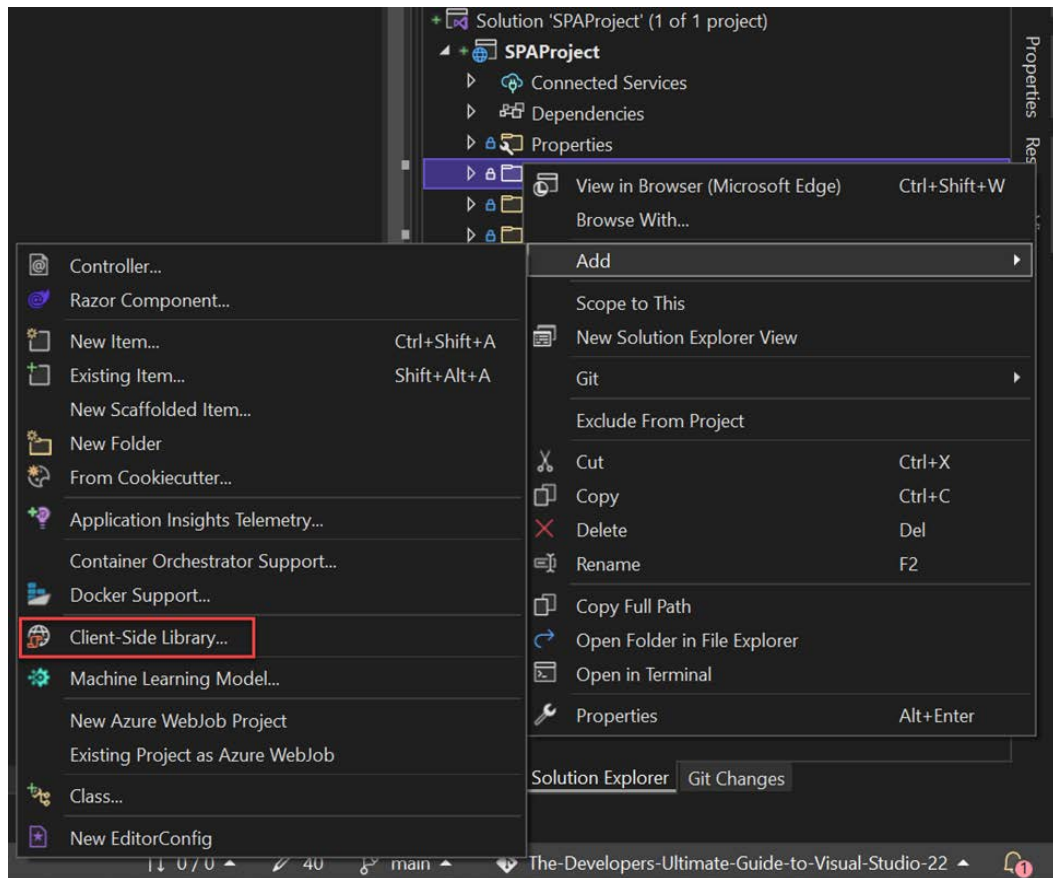 Solution 'SPAProject' (1 of 1 project)
SPAProject
Connected Services
Dependencies
Properties
Properties
View in Browser (Microsoft Edge) Ctrl+Shift+W
Browse With...
Add
Scope to This
New Solution Explorer View
Git
Exclude From Project
Cut Ctrl+X
Copy Ctrl+C
Delete Del
Rename F2
Copy Full Path
Open Folder in File Explorer
Open in Terminal
Properties Alt+Enter
Controller...
Razor Component...
New Item... Ctrl+Shift+A
Existing Item... Shift+Alt+A
New Scaffolded Item...
New Folder
From Cookiecutter...
Application Insights Telemetry...
Container Orchestrator Support...
Docker Support...
Client-Side Library...
Machine Learning Model...
New Azure WebJob Project
Existing Project as Azure WebJob
Class...
New EditorConfig
Solution Explorer Git Changes
0 / 0 40 main The-Developers-Ultimate-Guide-to-Visual-Studio-22 1